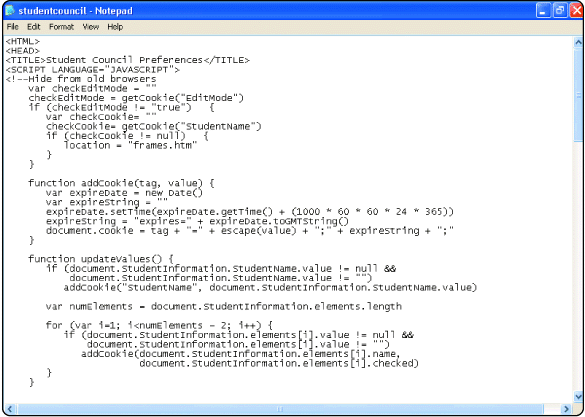 studentcouncil - Notepad
File Edit Format View Help
<HTML>
<HEAD>
<TITLE>Student Council Preferences</TITLE>
<SCRIPT LANGUAGE="JAVASCRIPT">
<!--Hide from old browsers
    var checkEditMode = ""
    checkEditMode = getCookie("EditMode")
    if (checkEditMode != "true")   {
       var checkCookie= ""
       checkCookie= getCookie("StudentName")
       if (checkCookie != null)   {
          location = "frames.htm"
       }
    }
    function addCookie(tag, value) {
       var expireDate = new Date()
       var expireString = ""
       expireDate.setTime(expireDate.getTime() + (1000 * 60 * 60 * 24 * 365))
       expireString = "expires=" + expireDate.toGMTString()
       document.cookie = tag + "=" + escape(value) + ";" + expireString + ";"
    }
    function updateValues() {
       if (document.StudentInformation.StudentName.value != null &&
           document.StudentInformation.StudentName.value != "")
          addCookie("StudentName", document.StudentInformation.StudentName.value)
       var numElements = document.StudentInformation.elements.length
       for (var i=1; i<numElements - 2; i++) {
          if (document.StudentInformation.elements[i].value != null &&
              document.StudentInformation.elements[i].value != "")
             addCookie(document.StudentInformation.elements[i].name,
                       document.StudentInformation.elements[i].checked)
       }
    }